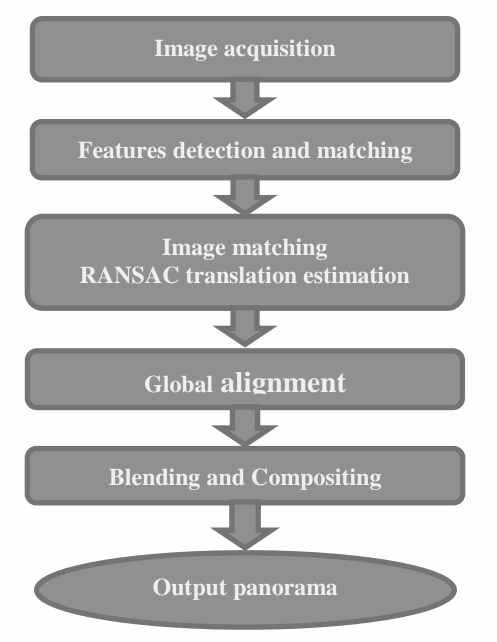 Image acquisition
Features detection and matching
Image matching
RANSAC translation estimation
Global alignment
Blending and Compositing
Output panorama